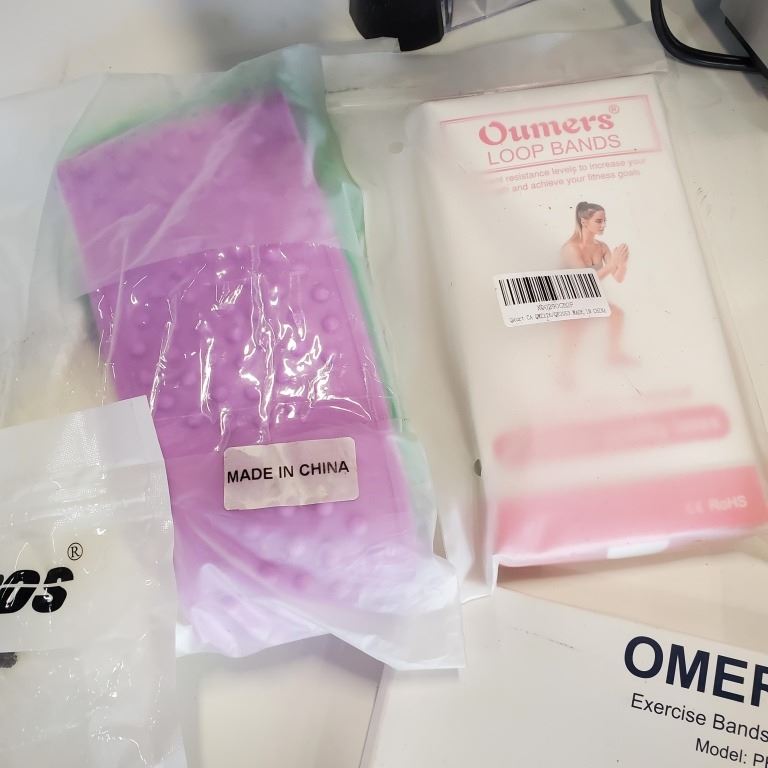 Oumers®
LOOP BANDS
resistance levels to increase your
and achieve your fitness goals
MADE IN CHINA
OS®
CE RoHS
OMER
Exercise Bands
Model: P